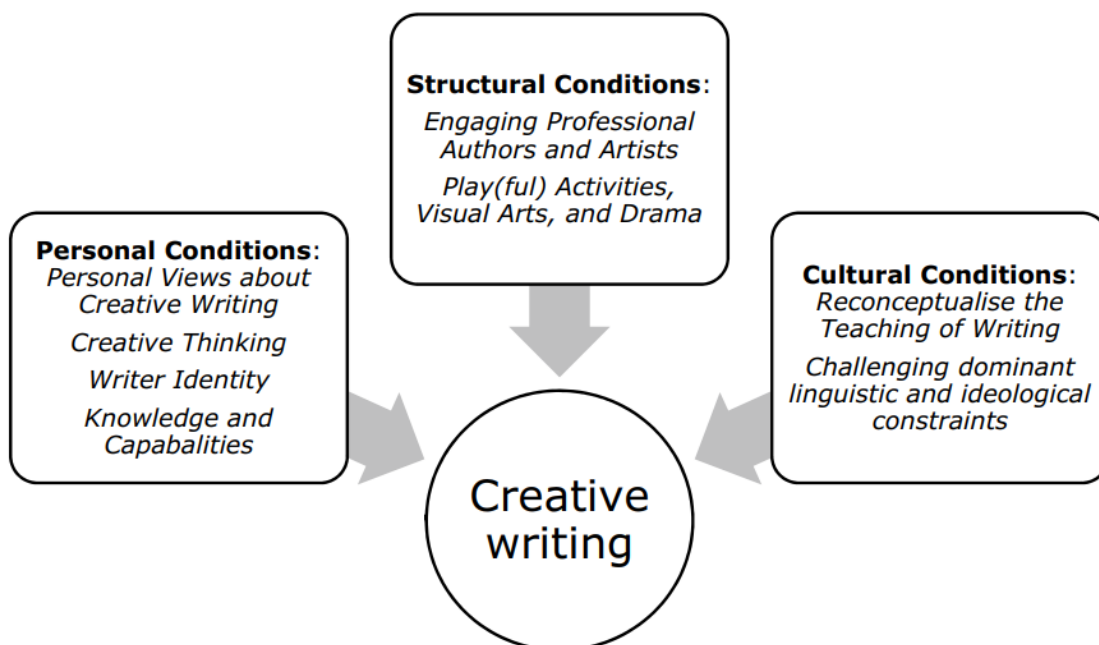 Structural Conditions:
Engaging Professional
Authors and Artists
Play(ful) Activities,
Visual Arts, and Drama
Personal Conditions:
Personal Views about
Creative Writing
Creative Thinking
Writer Identity
Knowledge and
Capabalities
Cultural Conditions:
Reconceptualise the
Teaching of Writing
Challenging dominant
linguistic and ideological
constraints
Creative
writing